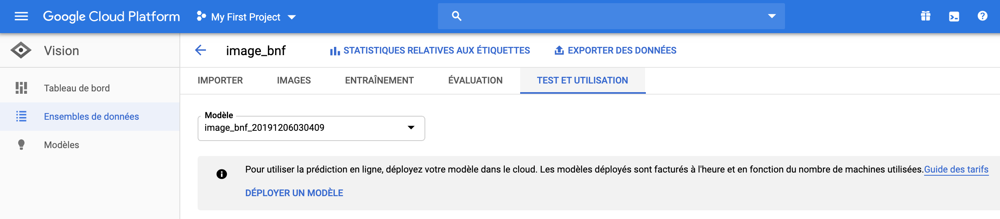 Google Cloud Platform
My First Project
Vision
image_bnf
STATISTIQUES RELATIVES AUX ÉTIQUETTES
EXPORTER DES DONNÉES
IMPORTER
IMAGES
ENTRAÎNEMENT
ÉVALUATION
TEST ET UTILISATION
Tableau de bord
Ensembles de données
Modèles
Modèle
image_bnf_20191206030409
Pour utiliser la prédiction en ligne, déployez votre modèle dans le cloud. Les modèles déployés sont facturés à l'heure et en fonction du nombre de machines utilisées.Guide des tarifs
DÉPLOYER UN MODÈLE